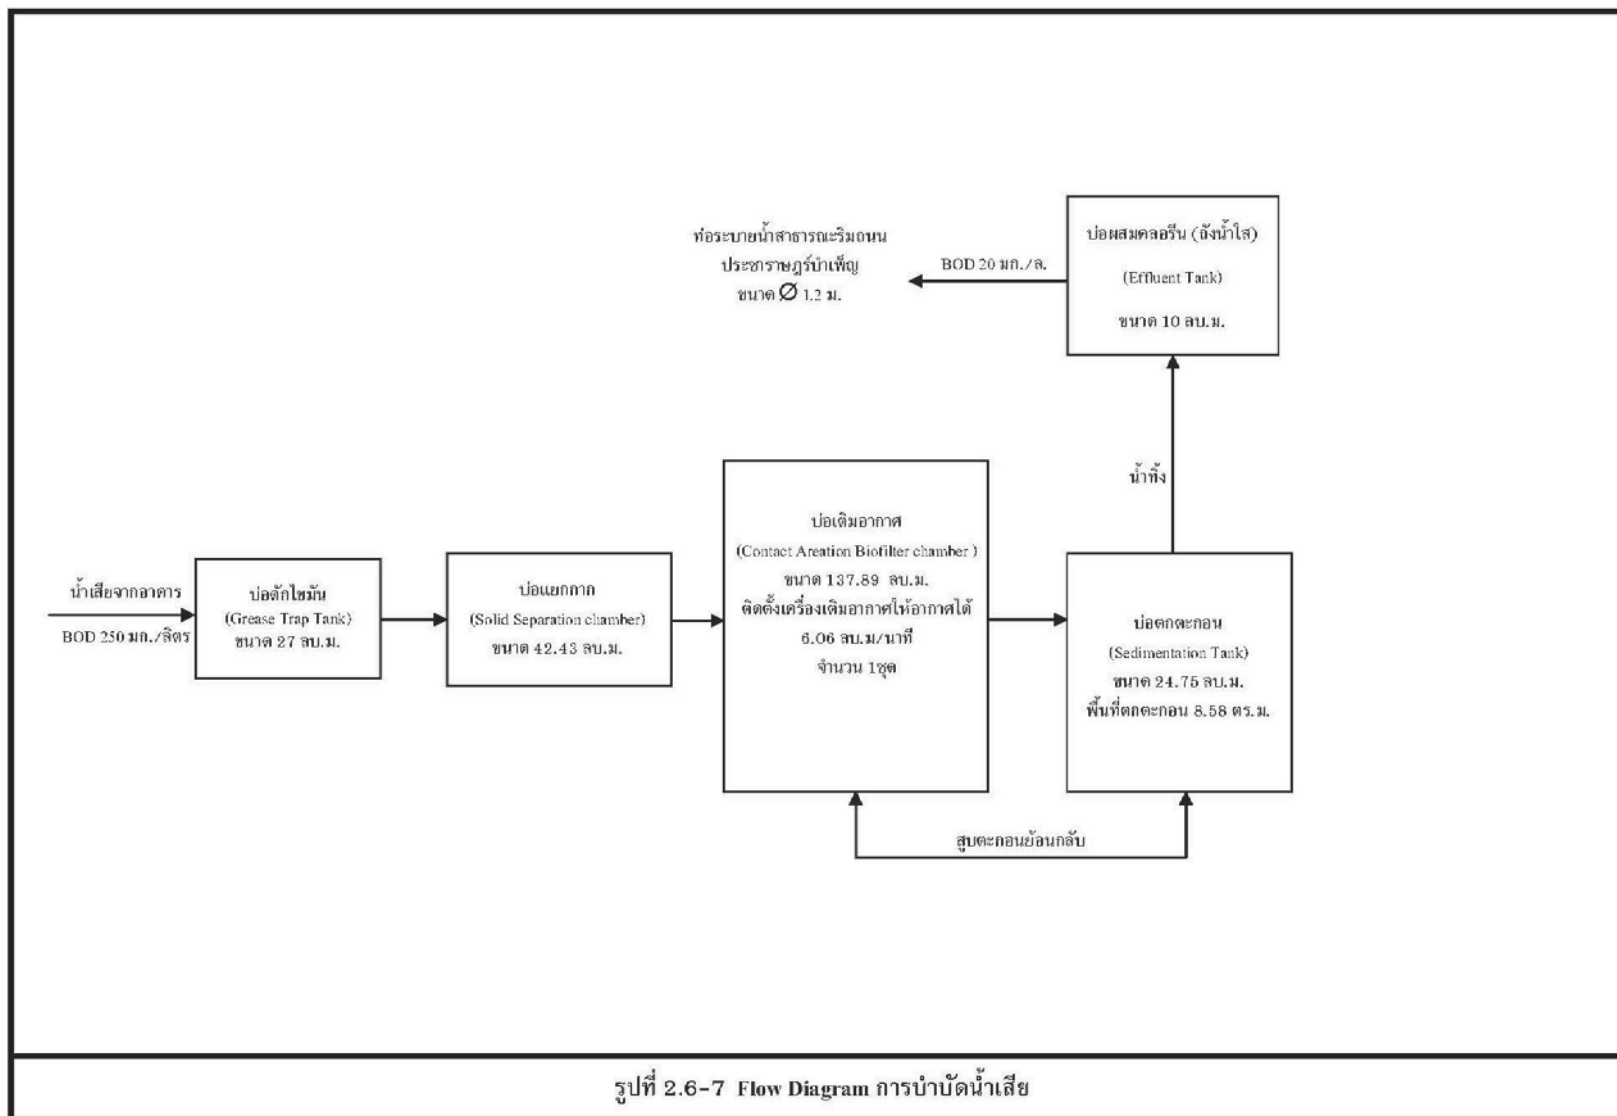 น้ำเสียจากอาคาร
BOD 250 มก./ลิตร
บ่อดักไขมัน
(Grease Trap Tank)
ขนาด 27 ลบ.ม.
บ่อแยกกาก
(Solid Separation chamber)
ขนาด 42.43 ลบ.ม.
บ่อเติมอากาศ
(Contact Areation Biofilter chamber )
ขนาด 137.89 ลบ.ม.
ติดตั้งเครื่องเติมอากาศให้อากาศได้
6.06 ลบ.ม/นาที
จำนวน 1ชุด
บ่อตกตะกอน
(Sedimentation Tank)
ขนาด 24.75 ลบ.ม.
พื้นที่ตกตะกอน 8.58 ตร.ม.
สูบตะกอนย้อนกลับ
น้ำทิ้ง
บ่อผสมคลอรีน (ถังน้ำใส)
(Effluent Tank)
ขนาด 10 ลบ.ม.
BOD 20 มก./ล.
ท่อระบายน้ำสาธารณะริมถนน
ประชาราษฎร์บำเพ็ญ
ขนาด Ø 1.2 ม.
รูปที่ 2.6-7 Flow Diagram การบำบัดน้ำเสีย